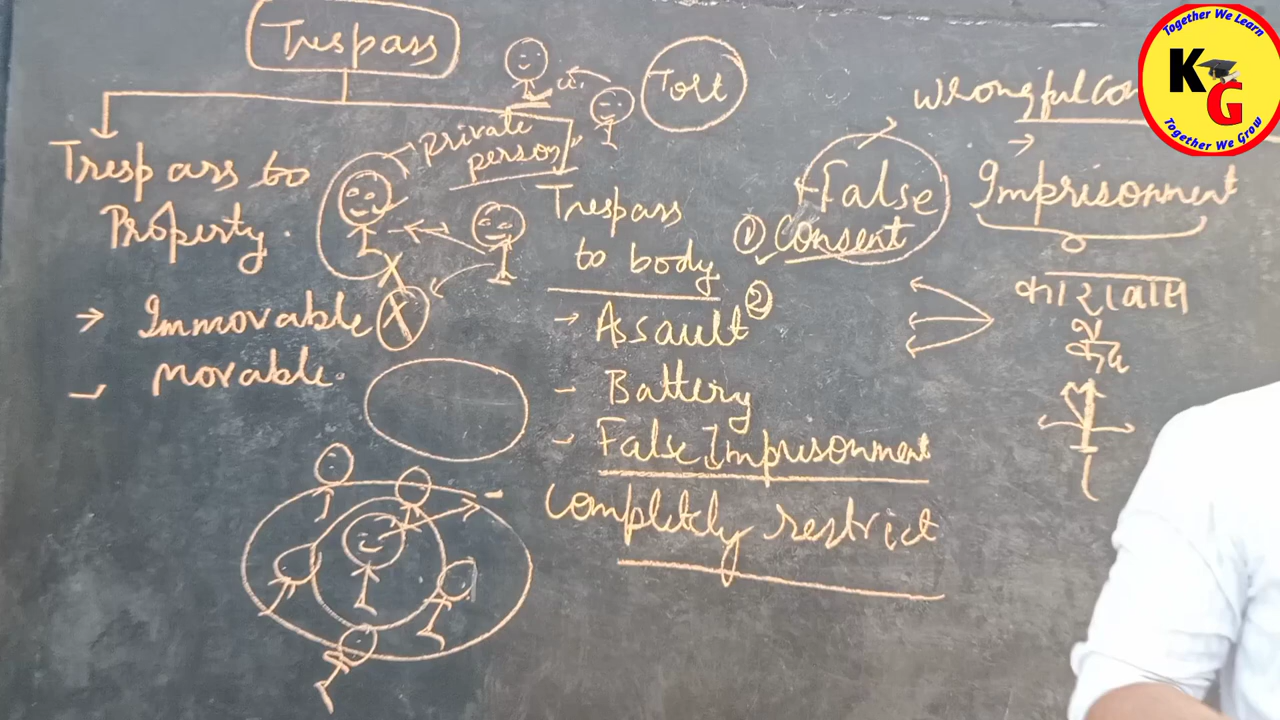 Trespass
Tort
Trespass to
Property.
→ Immovable
movable.
private
person
Trespass
to body
→ Assault
- Battery
- False Imprisonment
completly restrict
① Consent
②
wrongful
False Imprisonment
कारावास
कैद
Together We Learn
KG
Together We Grow